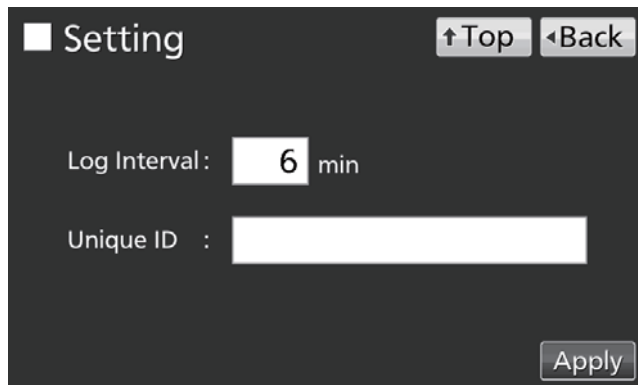 Setting
↑Top
◂Back
Log Interval: 6 min
Unique ID :
Apply